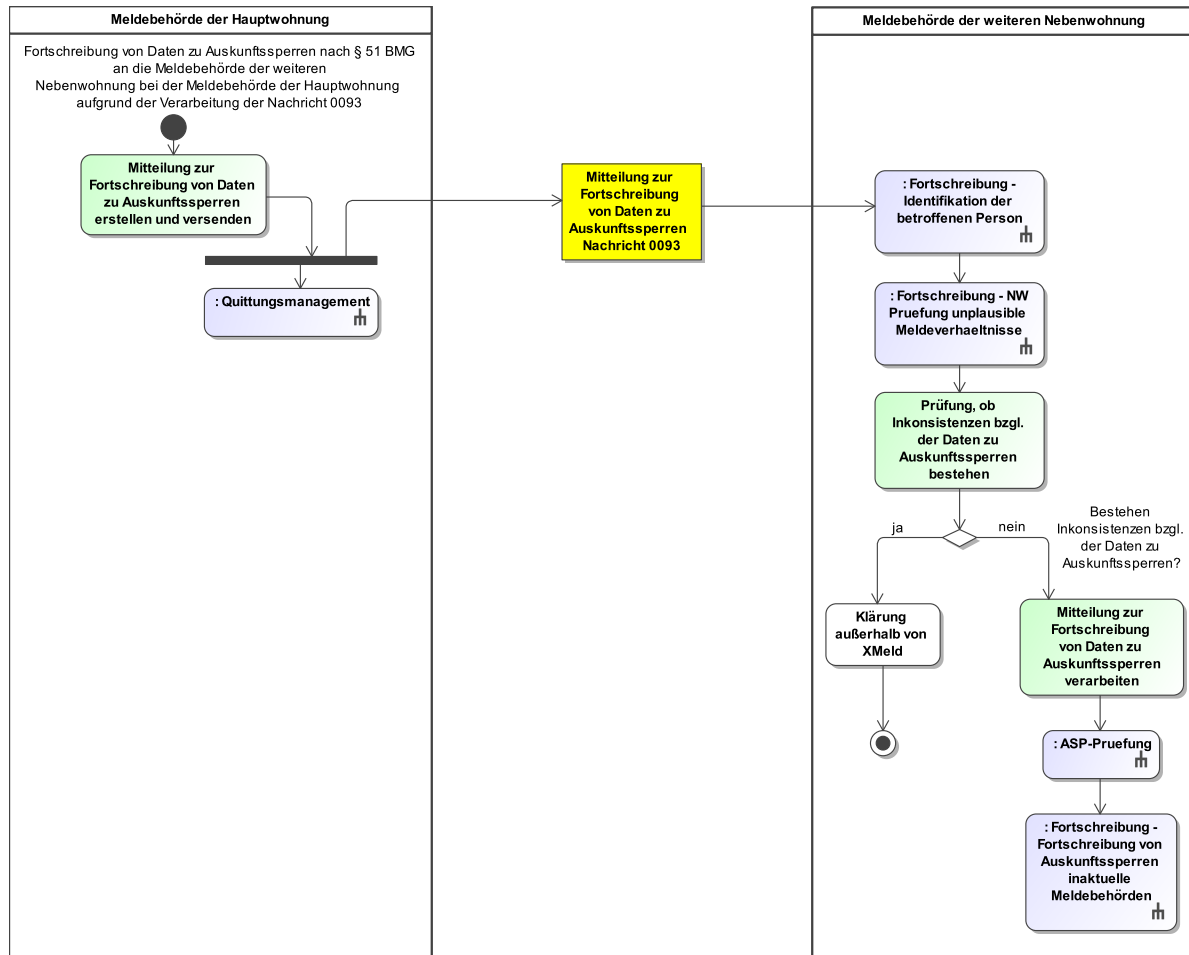 Meldebehörde der Hauptwohnung
Fortschreibung von Daten zu Auskunftssperren nach § 51 BMG
an die Meldebehörde der weiteren
Nebenwohnung bei der Meldebehörde der Hauptwohnung
aufgrund der Verarbeitung der Nachricht 0093
Mitteilung zur
Fortschreibung von Daten
zu Auskunftssperren
erstellen und versenden
: Quittungsmanagement
Mitteilung zur
Fortschreibung
von Daten zu
Auskunftssperren
Nachricht 0093
Meldebehörde der weiteren Nebenwohnung
: Fortschreibung -
Identifikation der
betroffenen Person
: Fortschreibung - NW
Pruefung unplausible
Meldeverhaeltnisse
Prüfung, ob
Inkonsistenzen bzgl.
der Daten zu
Auskunftssperren
bestehen
ja
nein
Bestehen
Inkonsistenzen bzgl.
der Daten zu
Auskunftssperren?
Klärung
außerhalb von
XMeld
Mitteilung zur
Fortschreibung
von Daten zu
Auskunftssperren
verarbeiten
: ASP-Pruefung
: Fortschreibung -
Fortschreibung von
Auskunftssperren
inaktuelle
Meldebehörden